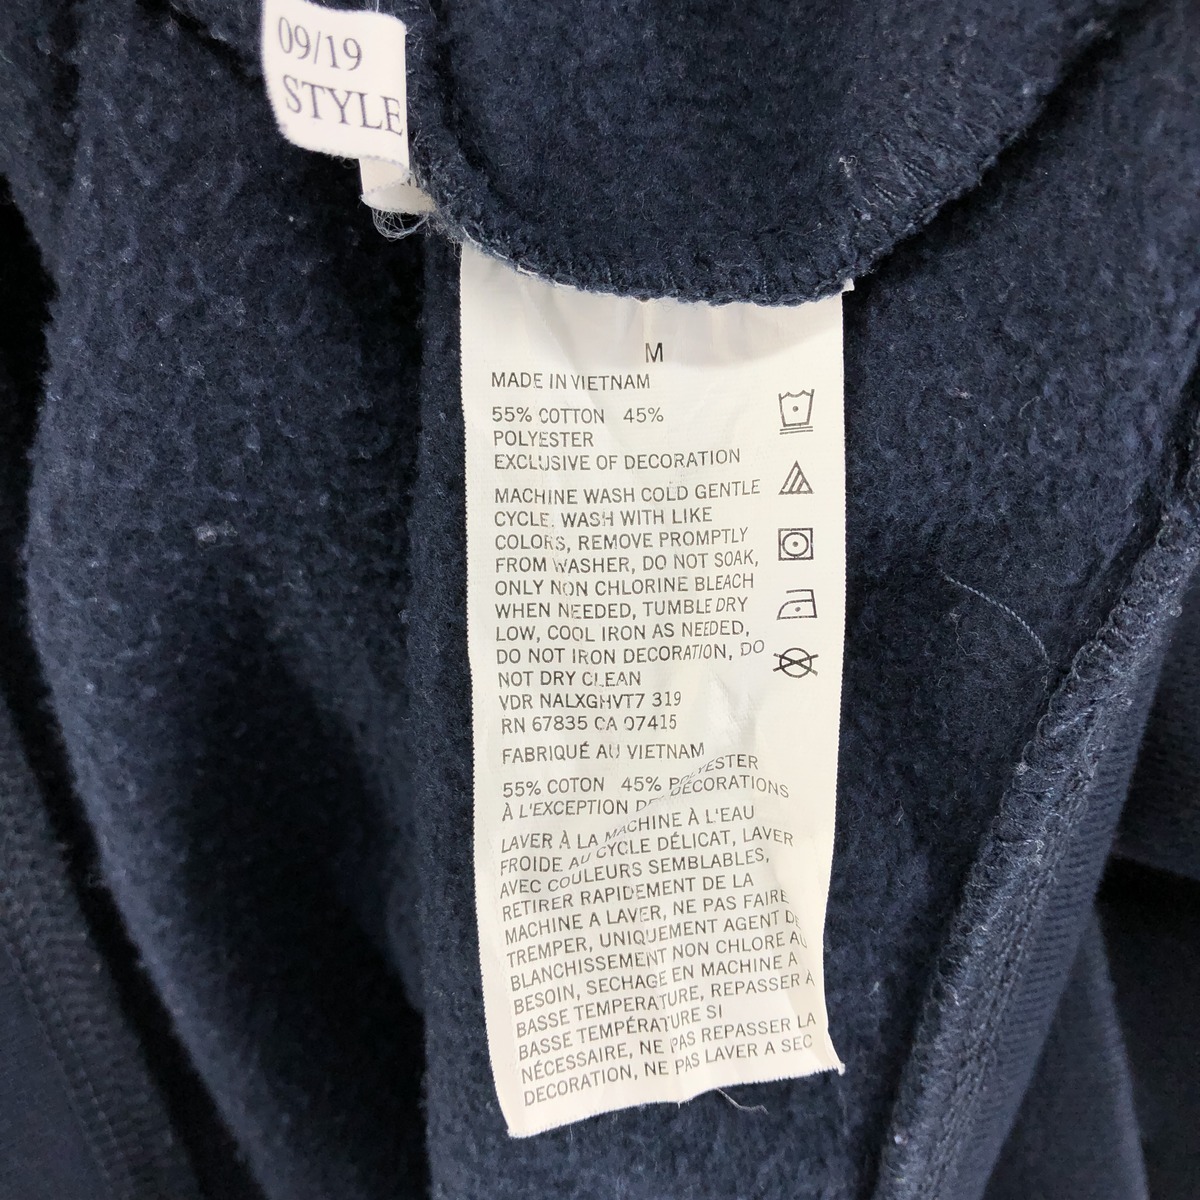 09/19
STYLE
M
MADE IN VIETNAM
55% COTTON 45%
POLYESTER
EXCLUSIVE OF DECORATION
MACHINE WASH COLD GENTLE
CYCLE. WASH WITH LIKE
COLORS, REMOVE PROMPTLY
FROM WASHER, DO NOT SOAK,
ONLY NON CHLORINE BLEACH
WHEN NEEDED, TUMBLE DRY
LOW, COOL IRON AS NEEDED,
DO NOT IRON DECORATION, DO
NOT DRY CLEAN
VDR NALXGHVT7 319
RN 67835 CA 07415
FABRIQUÉ AU VIETNAM
55% COTON 45% POLYESTER
À L'EXCEPTION DES DÉCORATIONS
LAVER À LA MACHINE À L'EAU
FROIDE AU CYCLE DÉLICAT, LAVER
AVEC COULEURS SEMBLABLES,
RETIRER RAPIDEMENT DE LA
MACHINE A LAVER, NE PAS FAIRE
TREMPER, UNIQUEMENT AGENT DE
BLANCHISSEMENT NON CHLORE AU
BESOIN, SECHAGE EN MACHINE A
BASSE TEMPERATURE, REPASSER À
BASSE TEMPÉRATURE SI
NÉCESSAIRE, NE PAS REPASSER LA
DECORATION, NE PAS LAVER A SEC